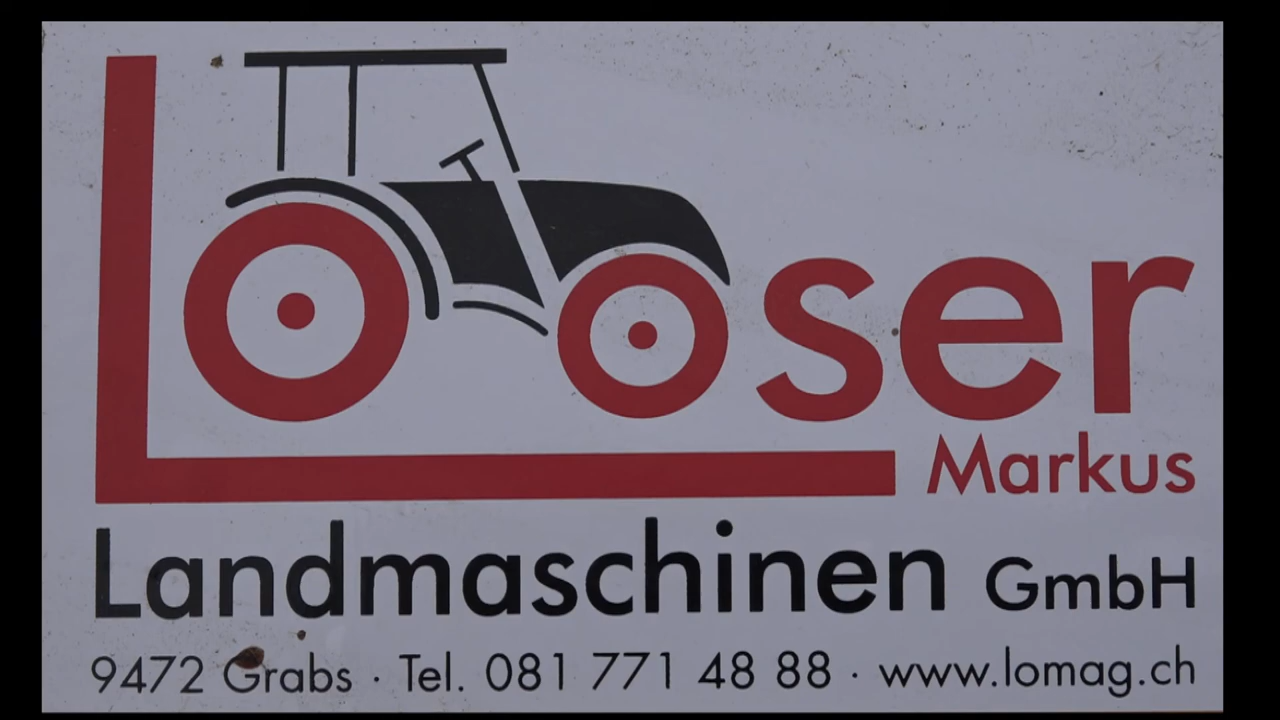 Looser
Markus
Landmaschinen GmbH
9472 Grabs · Tel. 081 771 48 88 · www.lomag.ch